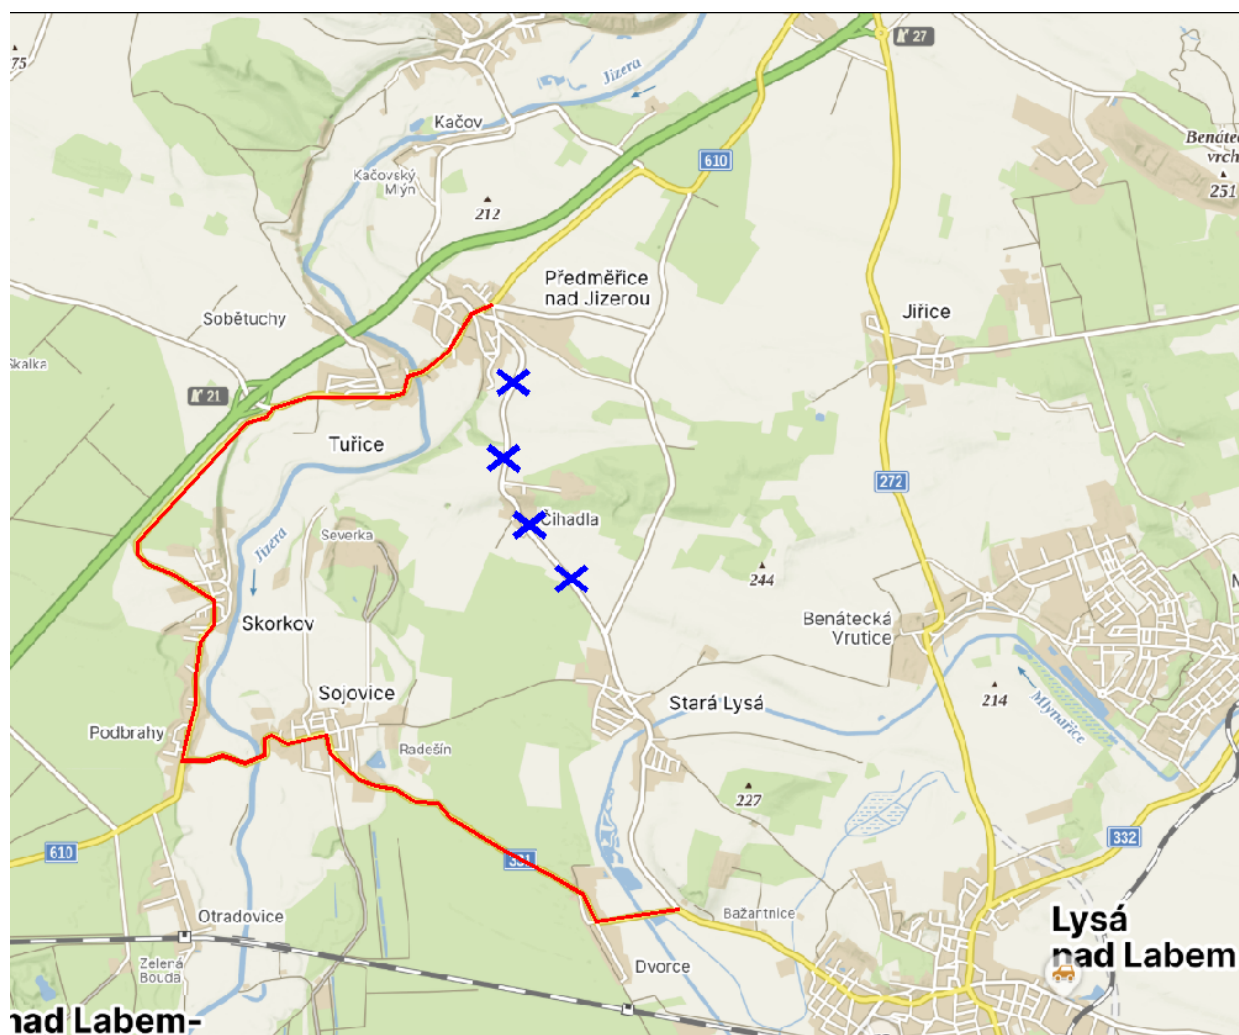 27
75
Jizera
Kačov
Benátec
vrch
610
Kačovský
Mlýn
251
212
Předměřice
nad Jizerou
Jiřice
Sobětuchy
Skalka
21
Tuřice
272
Čihadla
Severka
Jizera
244
Benátecká
Vrutice
Skorkov
Sojovice
214
Mlynařice
Stará Lysá
Podbrahy
Radešín
227
332
610
331
Otradovice
Bažantnice
Lysá
nad Labem
Zelená
Bouda
Dvorce
nad Labem-